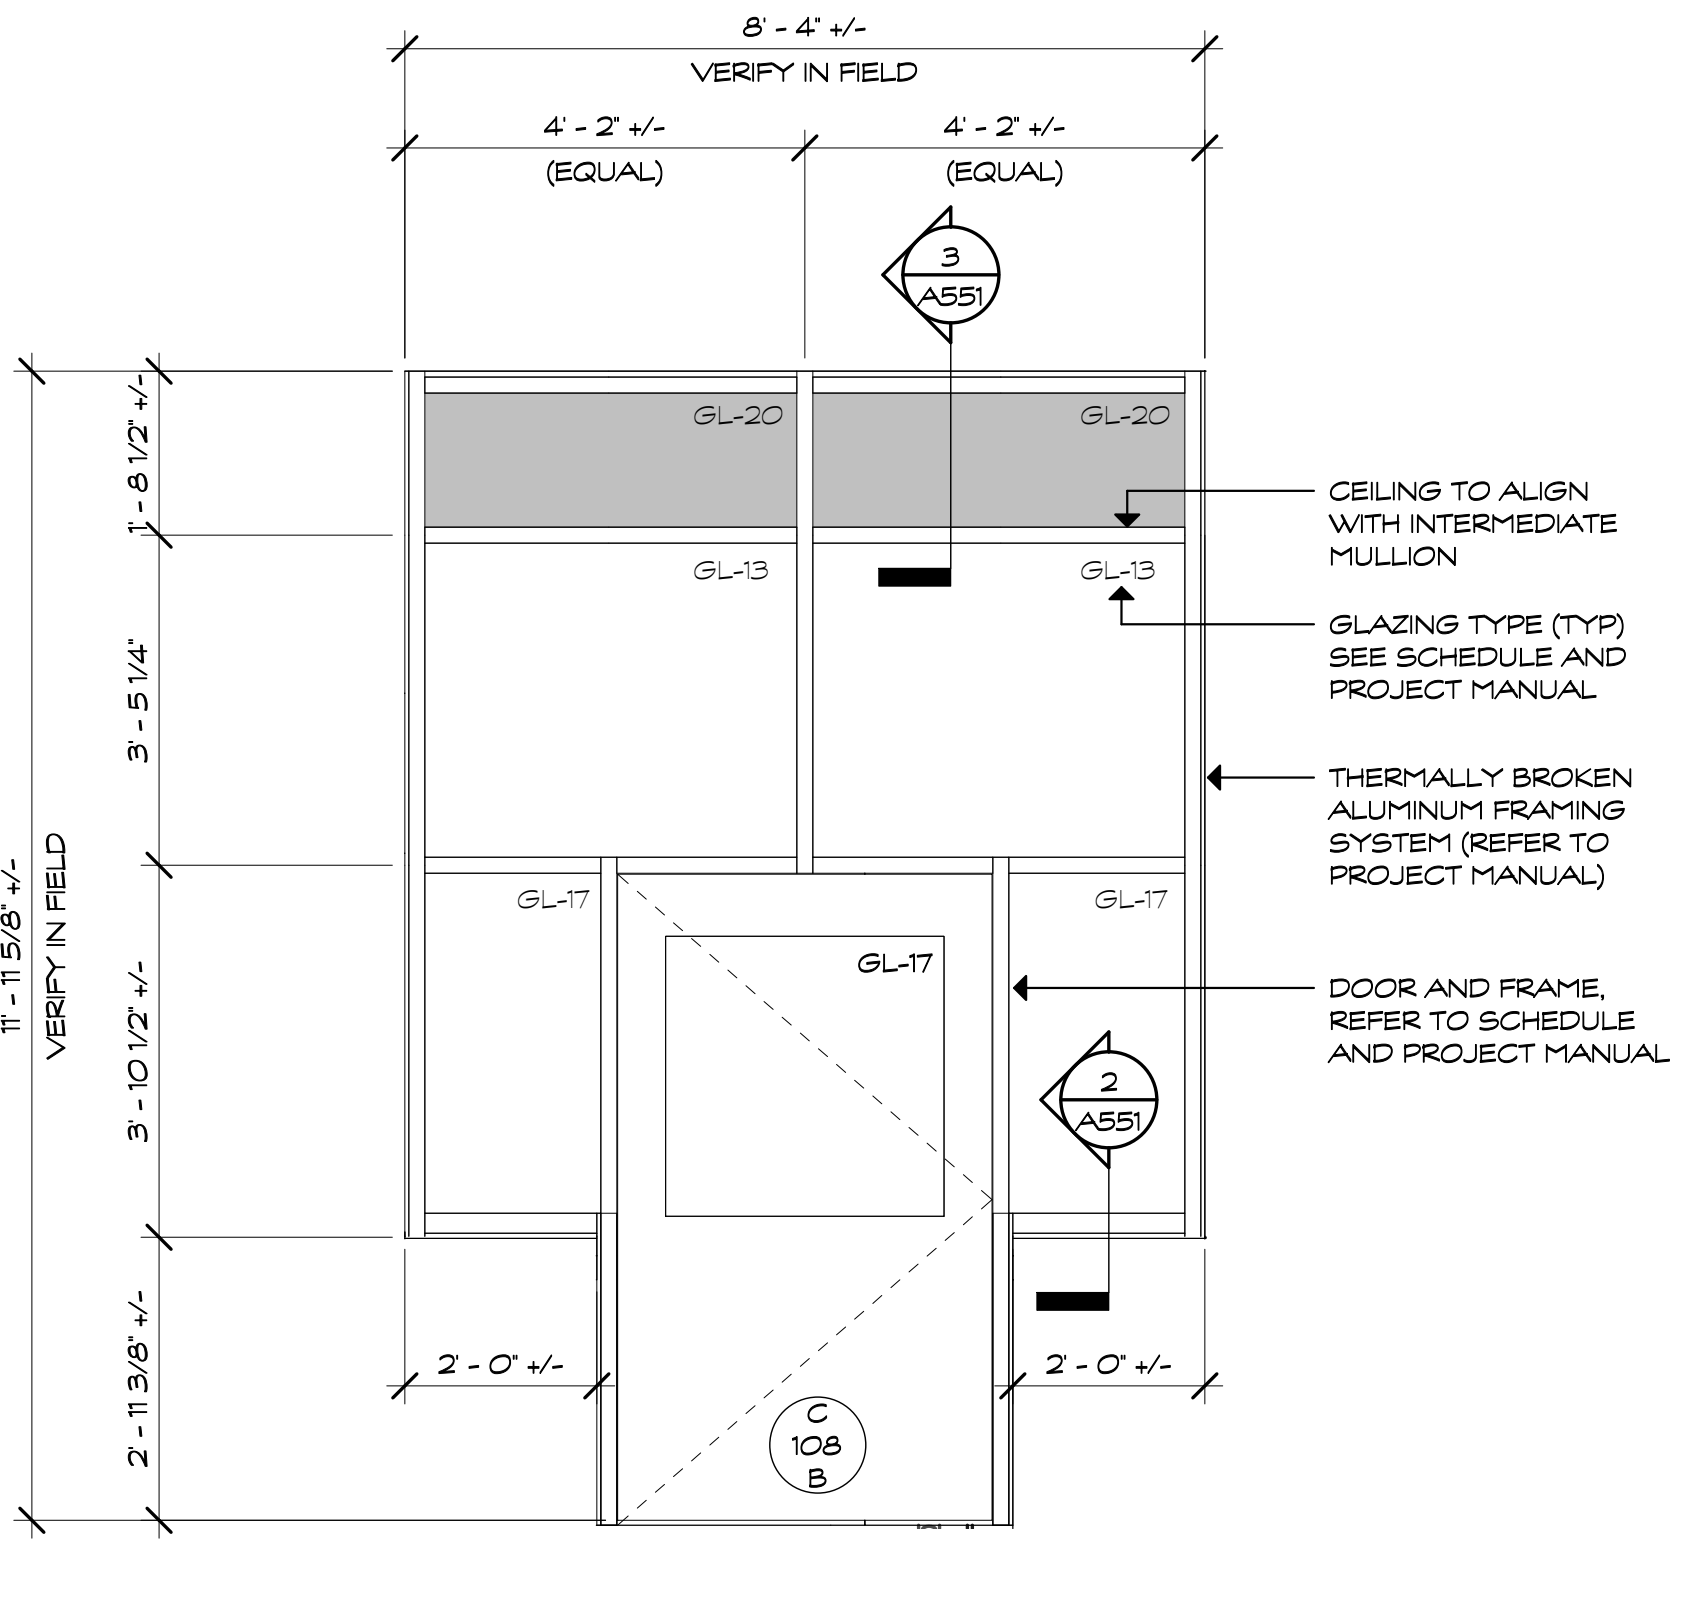 8' - 4" +/-
VERIFY IN FIELD
4' - 2" +/-
4' - 2" +/-
(EQUAL)
(EQUAL)
3
A551
1' - 8 1/2" +/-
GL-20
GL-20
CEILING TO ALIGN
WITH INTERMEDIATE
MULLION
GL-13
GL-13
GLAZING TYPE (TYP)
SEE SCHEDULE AND
PROJECT MANUAL
3' - 5 1/4"
THERMALLY BROKEN
ALUMINUM FRAMING
SYSTEM (REFER TO
PROJECT MANUAL)
11' - 11 5/8" +/-
VERIFY IN FIELD
GL-17
GL-17
GL-17
3' - 10 1/2" +/-
DOOR AND FRAME,
REFER TO SCHEDULE
AND PROJECT MANUAL
2
A551
2' - 11 3/8" +/-
2' - 0" +/-
2' - 0" +/-
C
108
B